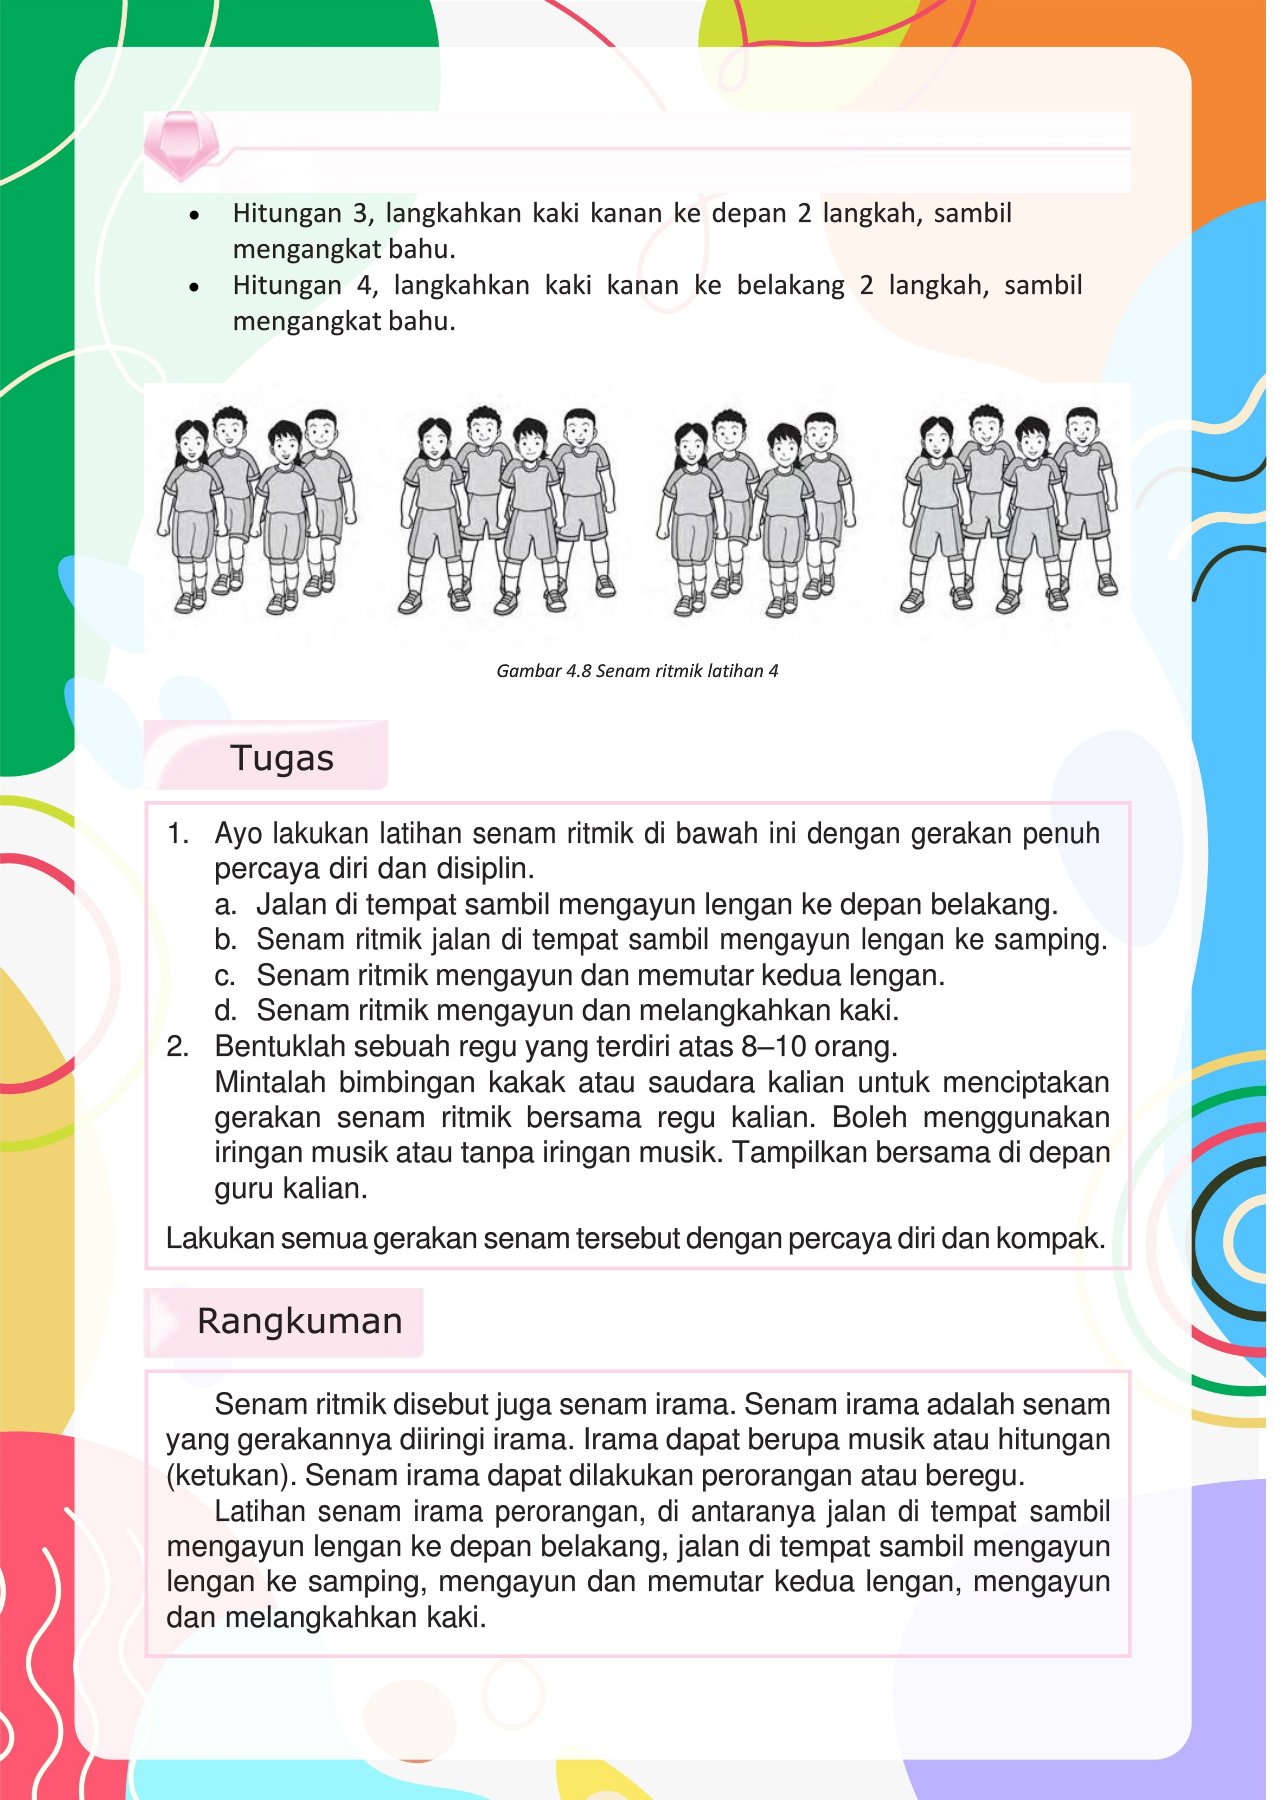 • Hitungan 3, langkahkan kaki kanan ke depan 2 langkah, sambil
mengangkat bahu.
• Hitungan 4, langkahkan kaki kanan ke belakang 2 langkah, sambil
mengangkat bahu.
Gambar 4.8 Senam ritmik latihan 4
Tugas
1. Ayo lakukan latihan senam ritmik di bawah ini dengan gerakan penuh
percaya diri dan disiplin.
a. Jalan di tempat sambil mengayun lengan ke depan belakang.
b. Senam ritmik jalan di tempat sambil mengayun lengan ke samping.
c. Senam ritmik mengayun dan memutar kedua lengan.
d. Senam ritmik mengayun dan melangkahkan kaki.
2. Bentuklah sebuah regu yang terdiri atas 8–10 orang.
Mintalah bimbingan kakak atau saudara kalian untuk menciptakan
gerakan senam ritmik bersama regu kalian. Boleh menggunakan
iringan musik atau tanpa iringan musik. Tampilkan bersama di depan
guru kalian.
Lakukan semua gerakan senam tersebut dengan percaya diri dan kompak.
Rangkuman
Senam ritmik disebut juga senam irama. Senam irama adalah senam
yang gerakannya diiringi irama. Irama dapat berupa musik atau hitungan
(ketukan). Senam irama dapat dilakukan perorangan atau beregu.
Latihan senam irama perorangan, di antaranya jalan di tempat sambil
mengayun lengan ke depan belakang, jalan di tempat sambil mengayun
lengan ke samping, mengayun dan memutar kedua lengan, mengayun
dan melangkahkan kaki.